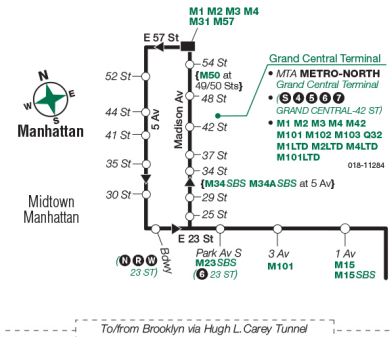 M1 M2 M3 M4
M31 M57
E 57 St
54 St
{M50 at
49/50 Sts}
48 St
42 St
37 St
34 St
{M34SBS M34ASBS at 5 Av}
29 St
25 St
Madison Av
52 St
44 St
41 St
35 St
30 St
5 Av
N
W
E
S
Manhattan
Midtown
Manhattan
Grand Central Terminal
• MTA METRO-NORTH
Grand Central Terminal
• (S 4 5 6 7
GRAND CENTRAL-42 ST)
• M1 M2 M3 M4 M42
M101 M102 M103 Q32
M1LTD M2LTD M4LTD
M101LTD
018-11284
E 23 St
Bdwy
(N R W
23 ST)
Park Av S
M23SBS
(6 23 ST)
3 Av
M101
1 Av
M15
M15SBS
To/from Brooklyn via Hugh L. Carey Tunnel